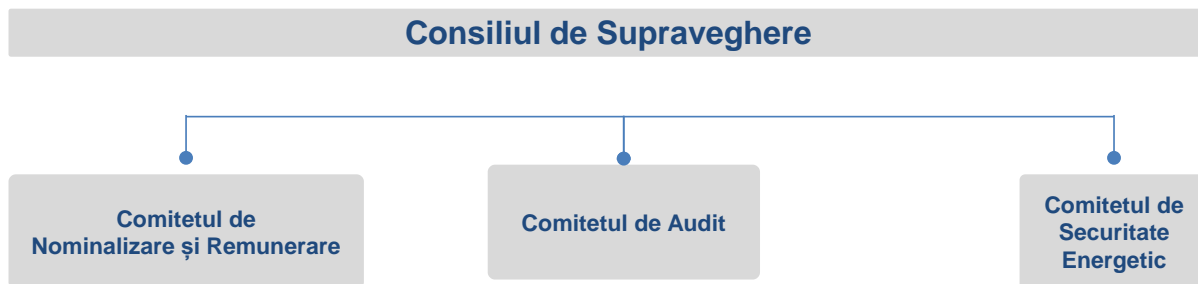 Consiliul de Supraveghere
Comitetul de
Nominalizare și Remunerare
Comitetul de Audit
Comitetul de
Securitate
Energetic